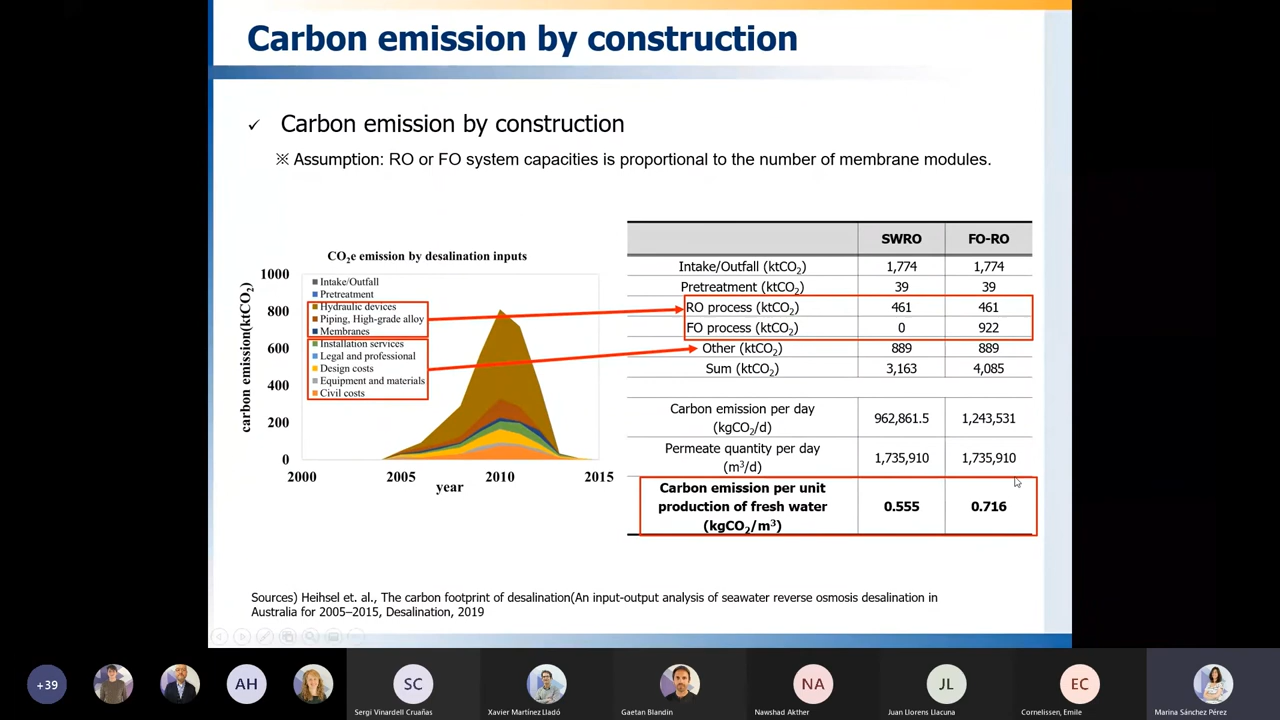 Carbon emission by construction
✓ Carbon emission by construction
※ Assumption: RO or FO system capacities is proportional to the number of membrane modules.
CO2e emission by desalination inputs
carbon emission(ktCO2)
1000
800
600
400
200
0
2000 2005 2010 2015
year
Intake/Outfall
Pretreatment
Hydraulic devices
Piping, High-grade alloy
Membranes
Installation services
Legal and professional
Design costs
Equipment and materials
Civil costs
SWRO FO-RO
Intake/Outfall (ktCO2) 1,774 1,774
Pretreatment (ktCO2) 39 39
RO process (ktCO2) 461 461
FO process (ktCO2) 0 922
Other (ktCO2) 889 889
Sum (ktCO2) 3,163 4,085
Carbon emission per day
(kgCO2/d) 962,861.5 1,243,531
Permeate quantity per day
(m3/d) 1,735,910 1,735,910
Carbon emission per unit
production of fresh water 0.555 0.716
(kgCO2/m3)
Sources) Heihsel et. al., The carbon footprint of desalination(An input-output analysis of seawater reverse osmosis desalination in
Australia for 2005–2015, Desalination, 2019
+39
AH
SC
NA
JL
EC
Sergi Vinardell Cruañas
Xavier Martínez Lladó
Gaetan Blandin
Nawshad Akther
Juan Llorens Llacuna
Cornelissen, Emile
Marina Sánchez Pérez